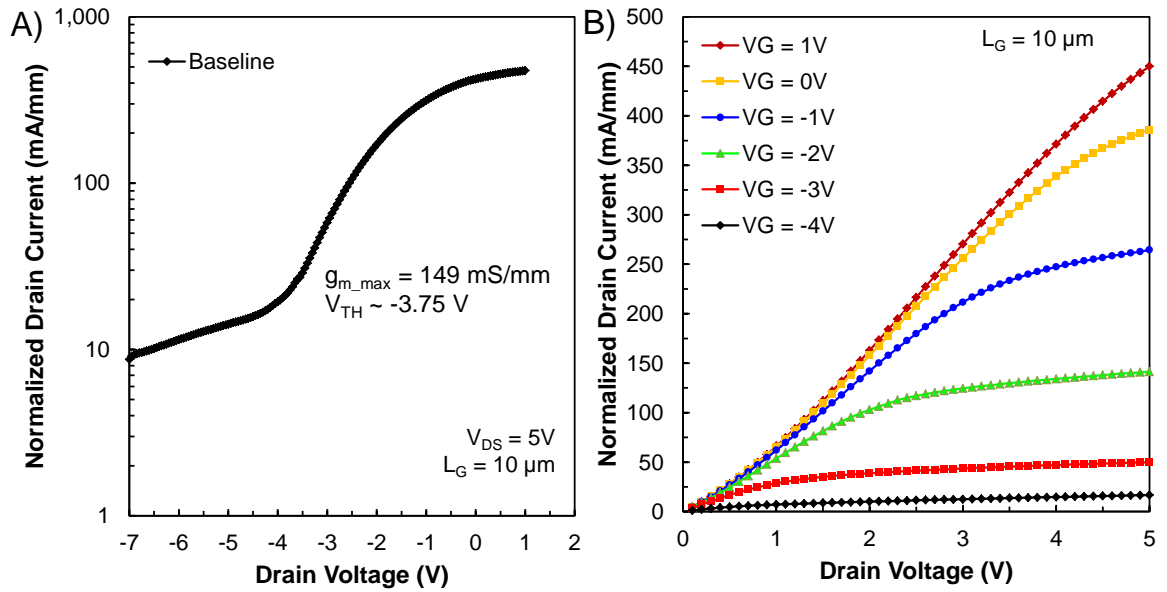 A)
1,000
100
10
1
Normalized Drain Current (mA/mm)
Baseline
g_m_max = 149 mS/mm
V_TH ~ -3.75 V
V_DS = 5V
L_G = 10 µm
-7 -6 -5 -4 -3 -2 -1 0 1 2
Drain Voltage (V)
B)
500
450
400
350
300
250
200
150
100
50
0
Normalized Drain Current (mA/mm)
VG = 1V
VG = 0V
VG = -1V
VG = -2V
VG = -3V
VG = -4V
L_G = 10 µm
0 1 2 3 4 5
Drain Voltage (V)